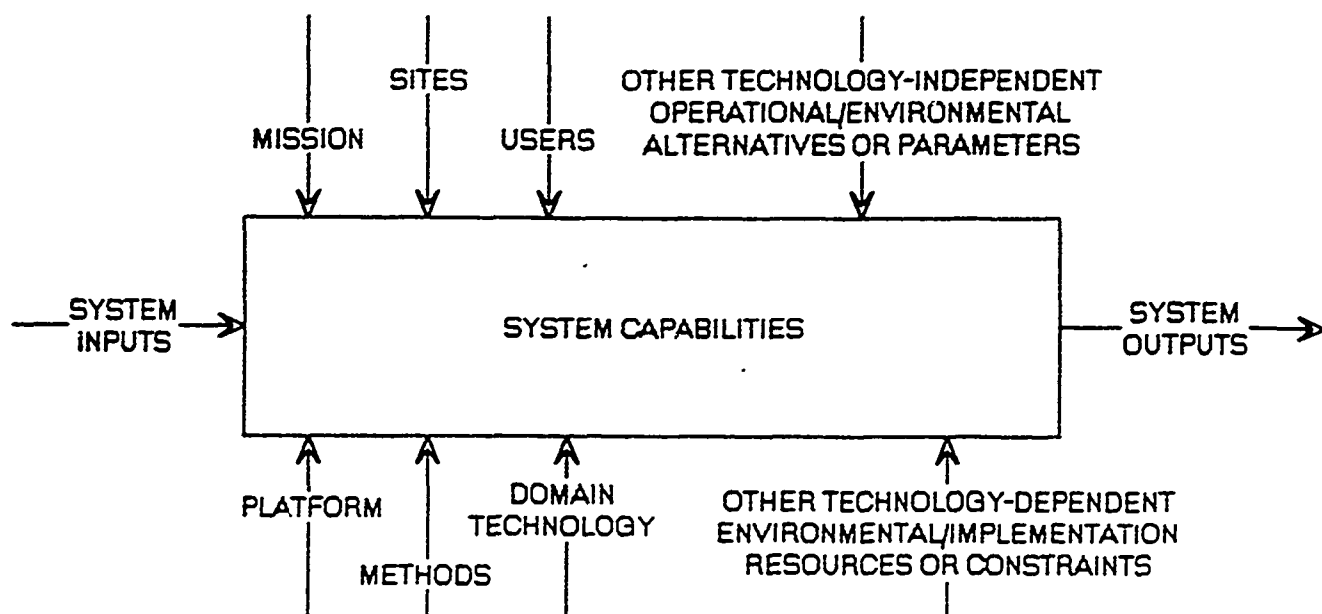 SITES
MISSION
USERS
OTHER TECHNOLOGY-INDEPENDENT
OPERATIONAL/ENVIRONMENTAL
ALTERNATIVES OR PARAMETERS
SYSTEM
INPUTS
SYSTEM CAPABILITIES
SYSTEM
OUTPUTS
PLATFORM
METHODS
DOMAIN
TECHNOLOGY
OTHER TECHNOLOGY-DEPENDENT
ENVIRONMENTAL/IMPLEMENTATION
RESOURCES OR CONSTRAINTS